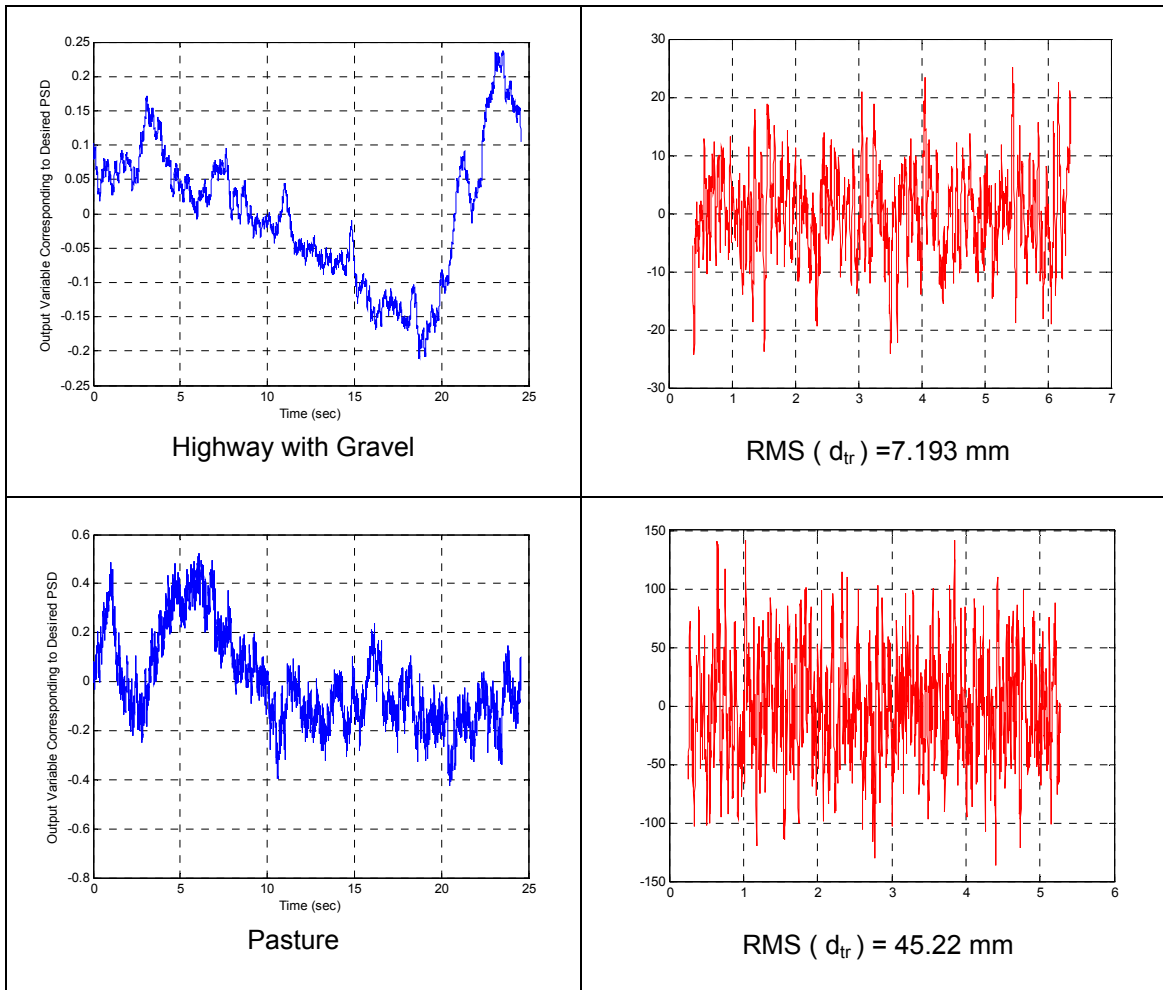 0.25
0.2
0.15
0.1
0.05
0
-0.05
-0.1
-0.15
-0.2
-0.25
Output Variable Corresponding to Desired PSD
0 5 10 15 20 25
Time (sec)
Highway with Gravel
30
20
10
0
-10
-20
-30
0 1 2 3 4 5 6 7
RMS ( dtr ) =7.193 mm
0.6
0.4
0.2
0
-0.2
-0.4
-0.6
-0.8
Output Variable Corresponding to Desired PSD
0 5 10 15 20 25
Time (sec)
Pasture
150
100
50
0
-50
-100
-150
0 1 2 3 4 5 6
RMS ( dtr ) = 45.22 mm